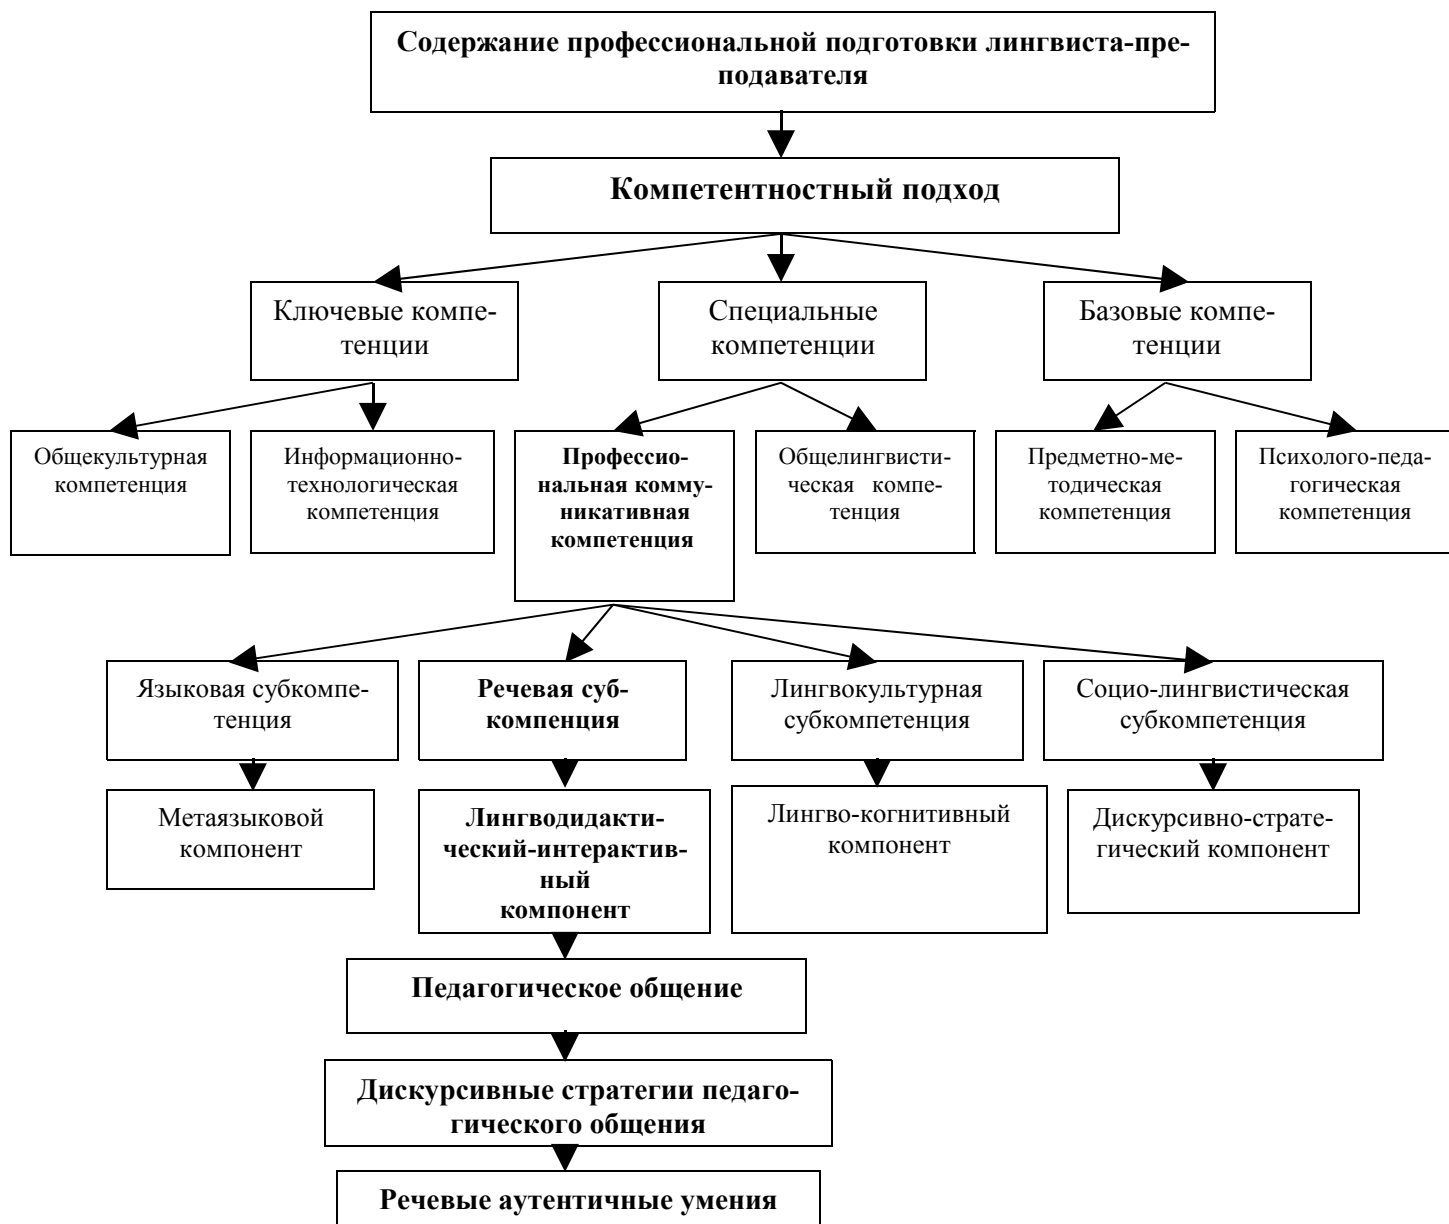 Содержание профессиональной подготовки лингвиста-пре-
подавателя
Компетентностный подход
Ключевые компе-
тенции
Специальные
компетенции
Базовые компе-
тенции
Общекультурная
компетенция
Информационно-
технологическая
компетенция
Профессио-
нальная комму-
никативная
компетенция
Общелингвисти-
ческая компе-
тенция
Предметно-ме-
тодическая
компетенция
Психолого-педа-
гогическая
компетенция
Языковая субкомпе-
тенция
Речевая суб-
компенция
Лингвокультурная
субкомпетенция
Социо-лингвистическая
субкомпетенция
Метаязыковой
компонент
Лингводидакти-
ческий-интерактив-
ный
компонент
Лингво-когнитивный
компонент
Дискурсивно-страте-
гический компонент
Педагогическое общение
Дискурсивные стратегии педаго-
гического общения
Речевые аутентичные умения